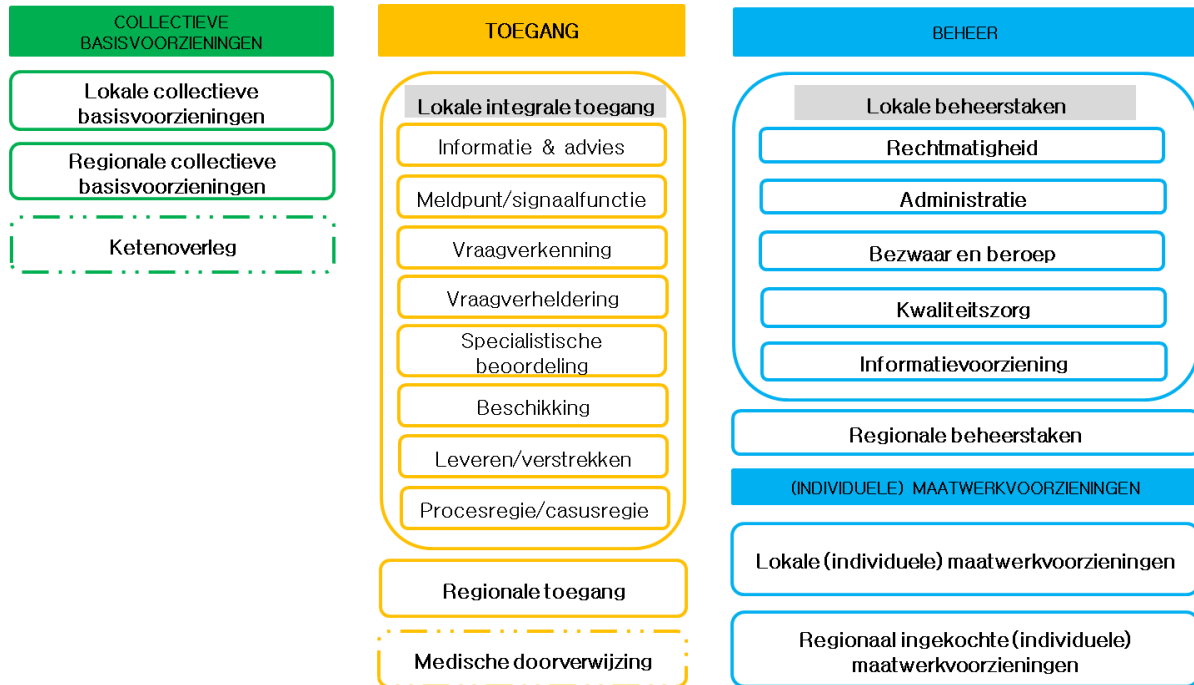 COLLECTIEVE
BASISVOORZIENINGEN
Lokale collectieve
basisvoorzieningen
Regionale collectieve
basisvoorzieningen
Ketenoverleg
TOEGANG
Lokale integrale toegang
Informatie & advies
Meldpunt/signaalfunctie
Vraagverkenning
Vraagverheldering
Specialistische
beoordeling
Beschikking
Leveren/verstrekken
Procesregie/casusregie
Regionale toegang
Medische doorverwijzing
BEHEER
Lokale beheerstaken
Rechtmatigheid
Administratie
Bezwaar en beroep
Kwaliteitszorg
Informatievoorziening
Regionale beheerstaken
(INDIVIDUELE) MAATWERKVOORZIENINGEN
Lokale (individuele) maatwerkvoorzieningen
Regionaal ingekochte (individuele)
maatwerkvoorzieningen